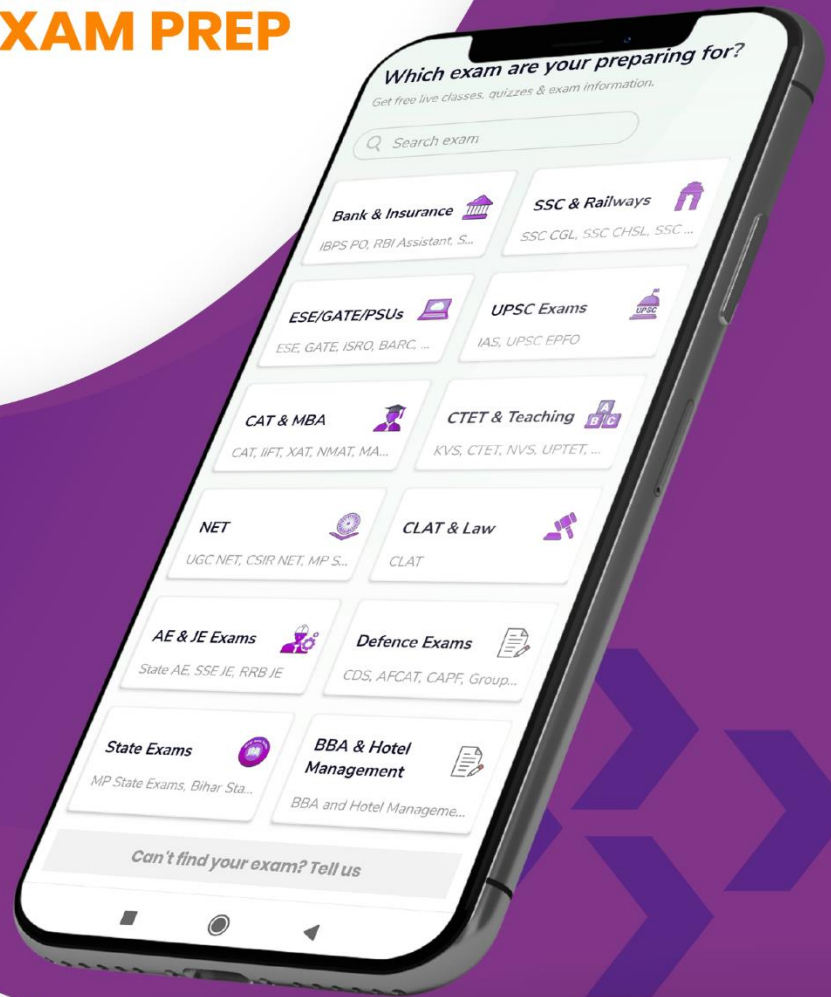 XAM PREP
Which exam are your preparing for?
Get free live classes, quizzes & exam information.
Search exam
Bank & Insurance
IBPS PO, RBI Assistant, S...
SSC & Railways
SSC CGL, SSC CHSL, SSC ...
ESE/GATE/PSUs
ESE, GATE, ISRO, BARC, ...
UPSC Exams
UPSC
IAS, UPSC EPFO
CAT & MBA
CAT, IIFT, XAT, NMAT, MA...
CTET & Teaching
A
B C
KVS, CTET, NVS, UPTET, ...
NET
UGC NET, CSIR NET, MP S...
CLAT & Law
CLAT
AE & JE Exams
State AE, SSE JE, RRB JE
Defence Exams
CDS, AFCAT, CAPF, Group...
State Exams
MP State Exams, Bihar Sta...
BBA & Hotel
Management
BBA and Hotel Manageme...
Can't find your exam? Tell us